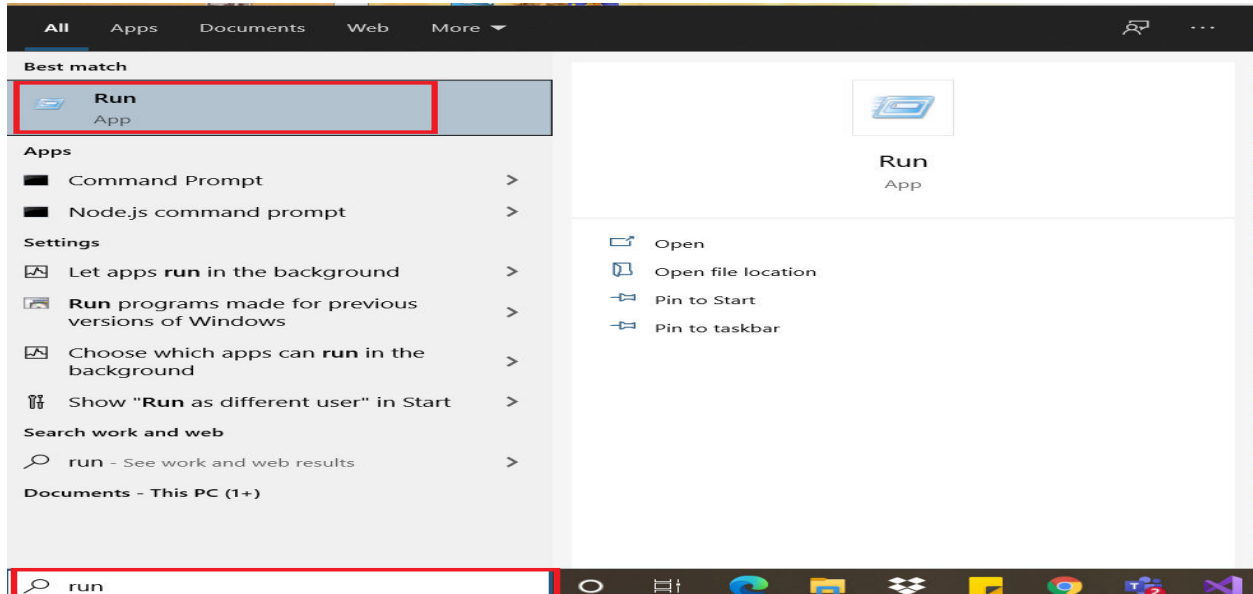 All Apps Documents Web More
Best match
Run
App
Apps
Command Prompt
Node.js command prompt
Settings
Let apps run in the background
Run programs made for previous
versions of Windows
Choose which apps can run in the
background
Show "Run as different user" in Start
Search work and web
run - See work and web results
Documents - This PC (1+)
run
Run
App
Open
Open file location
Pin to Start
Pin to taskbar
T
2